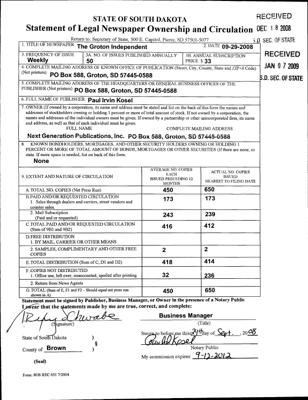 RECEIVED
STATE OF SOUTH DAKOTA
Statement of Legal Newspaper Ownership and Circulation DEC 18 2008
Return to: Secretary of State, 500 E. Capitol, Pierre, SD 57501-5077
S.D. SEC. OF STATE
1. TITLE OF NEWSPAPER The Groton Independent 2. DATE 09-29-2008
3. FREQUENCY OF ISSUE Weekly
3A. NO. OF ISSUES PUBLISHED ANNUALLY 50
3B. ANNUAL SUBSCRIPTION PRICE $ 33
RECEIVED
JAN 07 2009
S.D. SEC. OF STATE
4. COMPLETE MAILING ADDRESS OF KNOWN OFFICE OF PUBLICATION (Street, City, County, State and ZIP+4 Code)
(Not printers) PO Box 588, Groton, SD 57445-0588
5. COMPLETE MAILING ADDRESS OF THE HEADQUARTERS OR GENERAL BUSINESS OFFICE OF THE
PUBLISHER (Not printers) PO Box 588, Groton, SD 57445-0588
6. FULL NAME OF PUBLISHER: Paul Irvin Kosel
7. OWNER (If owned by a corporation, its name and address must be stated and list on the back of this form the names and
addresses of stockholders owning or holding 1 percent or more of total amount of stock. If not owned by a corporation, the
names and addresses of the individual owners must be given. If owned by a partnership or other unincorporated firm, its name
and address, as well as that of each individual must be given.
FULL NAME COMPLETE MAILING ADDRESS
Next Generation Publications, Inc. PO Box 588, Groton, SD 57445-0588
8. KNOWN BONDHOLDERS, MORTGAGES, AND OTHER SECURITY HOLDERS OWNING OR HOLDING 1
PERCENT OR MORE OF TOTAL AMOUNT OF BONDS, MORTGAGES OR OTHER SECURITIES (If there are none, so
state. If more space is needed, list on back of this form.
None
9. EXTENT AND NATURE OF CIRCULATION
AVERAGE NO. COPIES EACH ISSUED PRECEDING 12 MONTHS
ACTUAL NO. COPIES ISSUED NEAREST TO FILING DATE
A. TOTAL NO. COPIES (Net Press Run) 450 650
B. PAID AND/OR REQUESTED CIRCULATION
1. Sales through dealers and carriers, street vendors and counter sales. 173 173
2. Mail Subscription (Paid and or requested) 243 239
C. TOTAL PAID AND/OR REQUESTED CIRCULATION (Sum of 9B1 and 9B2) 416 412
D. FREE DISTRIBUTION
1. BY MAIL, CARRIER OR OTHER MEANS
2. SAMPLES, COMPLIMENTARY AND OTHER FREE COPIES 2 2
E. TOTAL DISTRIBUTION (Sum of C, D1 and D2) 418 414
F. COPIES NOT DISTRIBUTED
1. Office use, left over, unaccounted, spoiled after printing 32 236
2. Return from News Agents
G. TOTAL (Sum of E, F1 and F2 - Should equal net press run shown in A) 450 650
Statement must be signed by Publisher, Business Manager, or Owner in the presence of a Notary Public
I swear that the statements made by me are true, correct, and complete:
Schwabe Business Manager
(Signature) (Title)
State of South Dakota )
Sworn to before me this day of Sept. 2008
§
County of Brown ) Paul I Kosel
Notary Public
(Seal) My commission expires: 9-12-2012
Form: SOS REC 051 7/2004